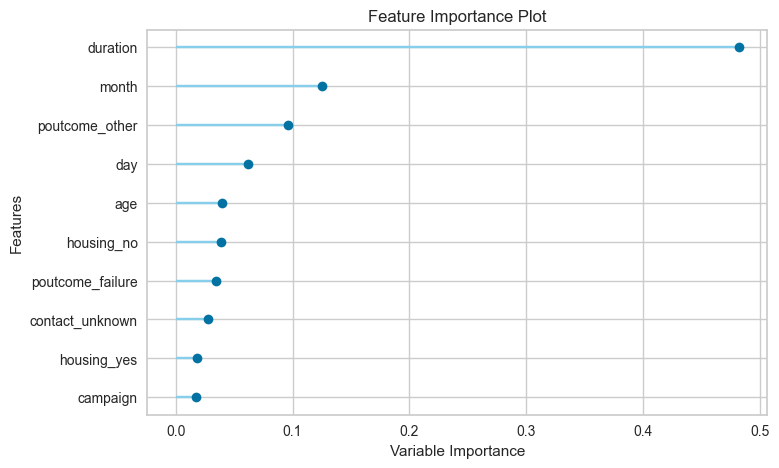 Feature Importance Plot
Features
duration
month
poutcome_other
day
age
housing_no
poutcome_failure
contact_unknown
housing_yes
campaign
0.0 0.1 0.2 0.3 0.4 0.5
Variable Importance